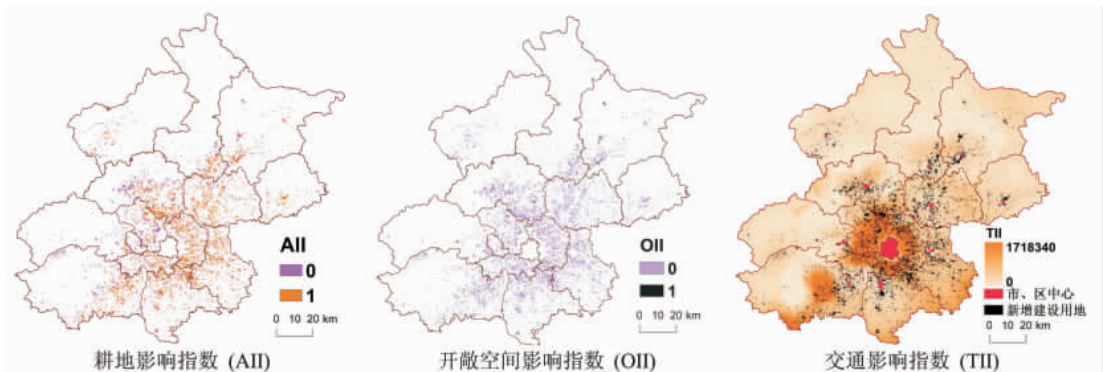 AII
0
1
0 10 20 km
耕地影响指数 (AII)
OII
0
1
0 10 20 km
开敞空间影响指数 (OII)
TII
1718340
0
市、区中心
新增建设用地
0 10 20 km
交通影响指数 (TII)